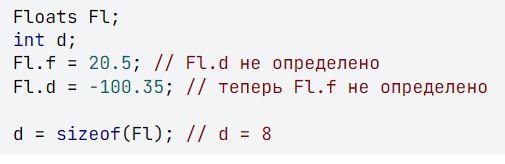 Floats Fl;
int d;
Fl.f = 20.5; // Fl.d не определено
Fl.d = -100.35; // теперь Fl.f не определено
d = sizeof(Fl); // d = 8